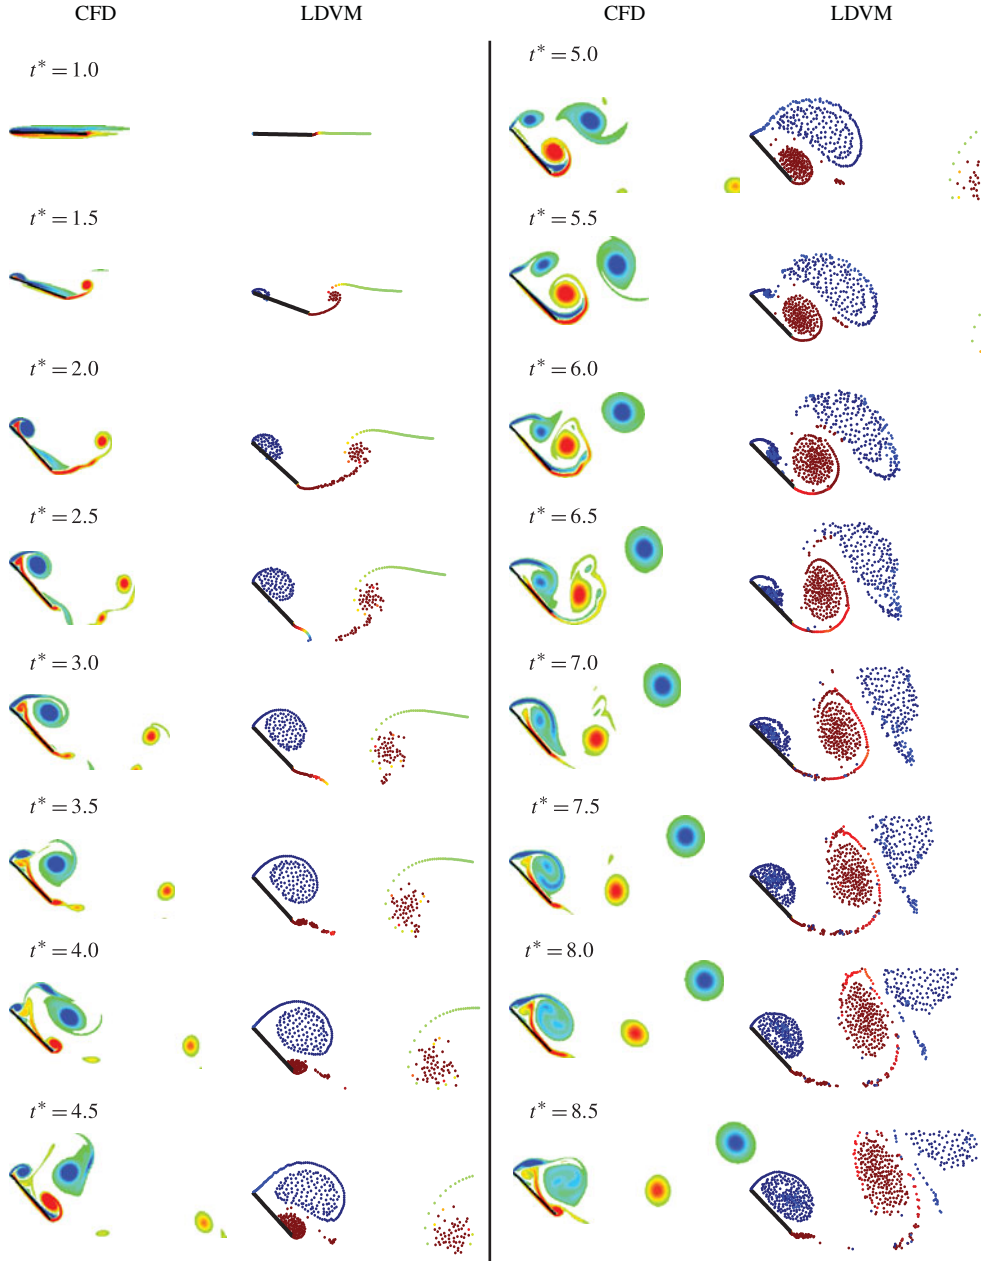 CFD LDVM CFD LDVM
t* = 1.0
t* = 1.5
t* = 2.0
t* = 2.5
t* = 3.0
t* = 3.5
t* = 4.0
t* = 4.5
t* = 5.0
t* = 5.5
t* = 6.0
t* = 6.5
t* = 7.0
t* = 7.5
t* = 8.0
t* = 8.5